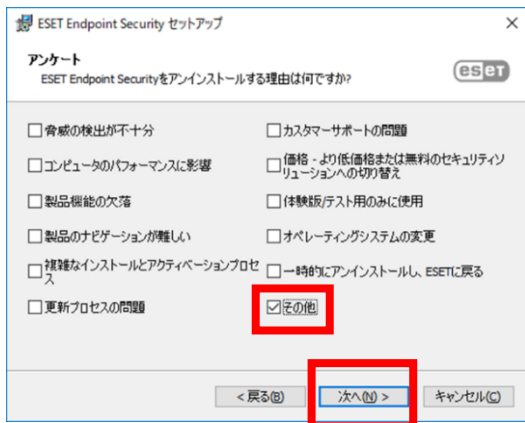 ESET Endpoint Security セットアップ
アンケート
ESET Endpoint Securityをアンインストールする理由は何ですか?
eset
脅威の検出が不十分
カスタマーサポートの問題
コンピュータのパフォーマンスに影響
価格 - より低価格または無料のセキュリティソ
リューションへの切り替え
製品機能の欠落
体験版/テスト用のみに使用
製品のナビゲーションが難しい
オペレーティングシステムの変更
複雑なインストールとアクティベーションプロセ
ス
一時的にアンインストールし、ESETに戻る
更新プロセスの問題
その他
< 戻る(B)
次へ(N) >
キャンセル(C)